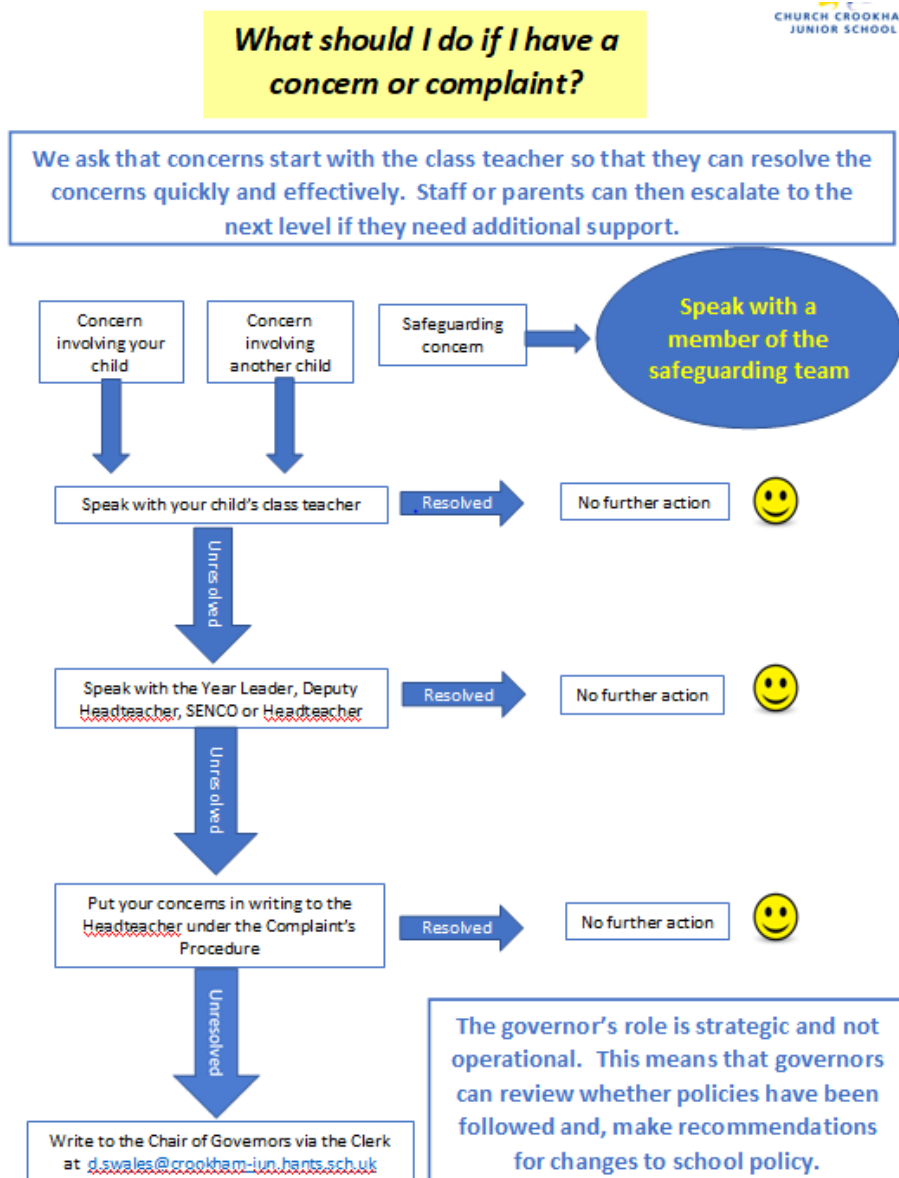 CHURCH CROOKHA
JUNIOR SCHOOL
What should I do if I have a
concern or complaint?
We ask that concerns start with the class teacher so that they can resolve the
concerns quickly and effectively. Staff or parents can then escalate to the
next level if they need additional support.
Concern
involving your
child
Concern
involving
another child
Safeguarding
concern
Speak with a
member of the
safeguarding team
Speak with your child's class teacher
Resolved
No further action
Unresolved
Speak with the Year Leader, Deputy
Headteacher, SENCO or Headteacher
Resolved
No further action
Unresolved
Put your concerns in writing to the
Headteacher under the Complaint's
Procedure
Resolved
No further action
Unresolved
The governor's role is strategic and not
operational. This means that governors
can review whether policies have been
followed and, make recommendations
for changes to school policy.
Write to the Chair of Governors via the Clerk
at d.swales@crookham-jun.hants.sch.uk